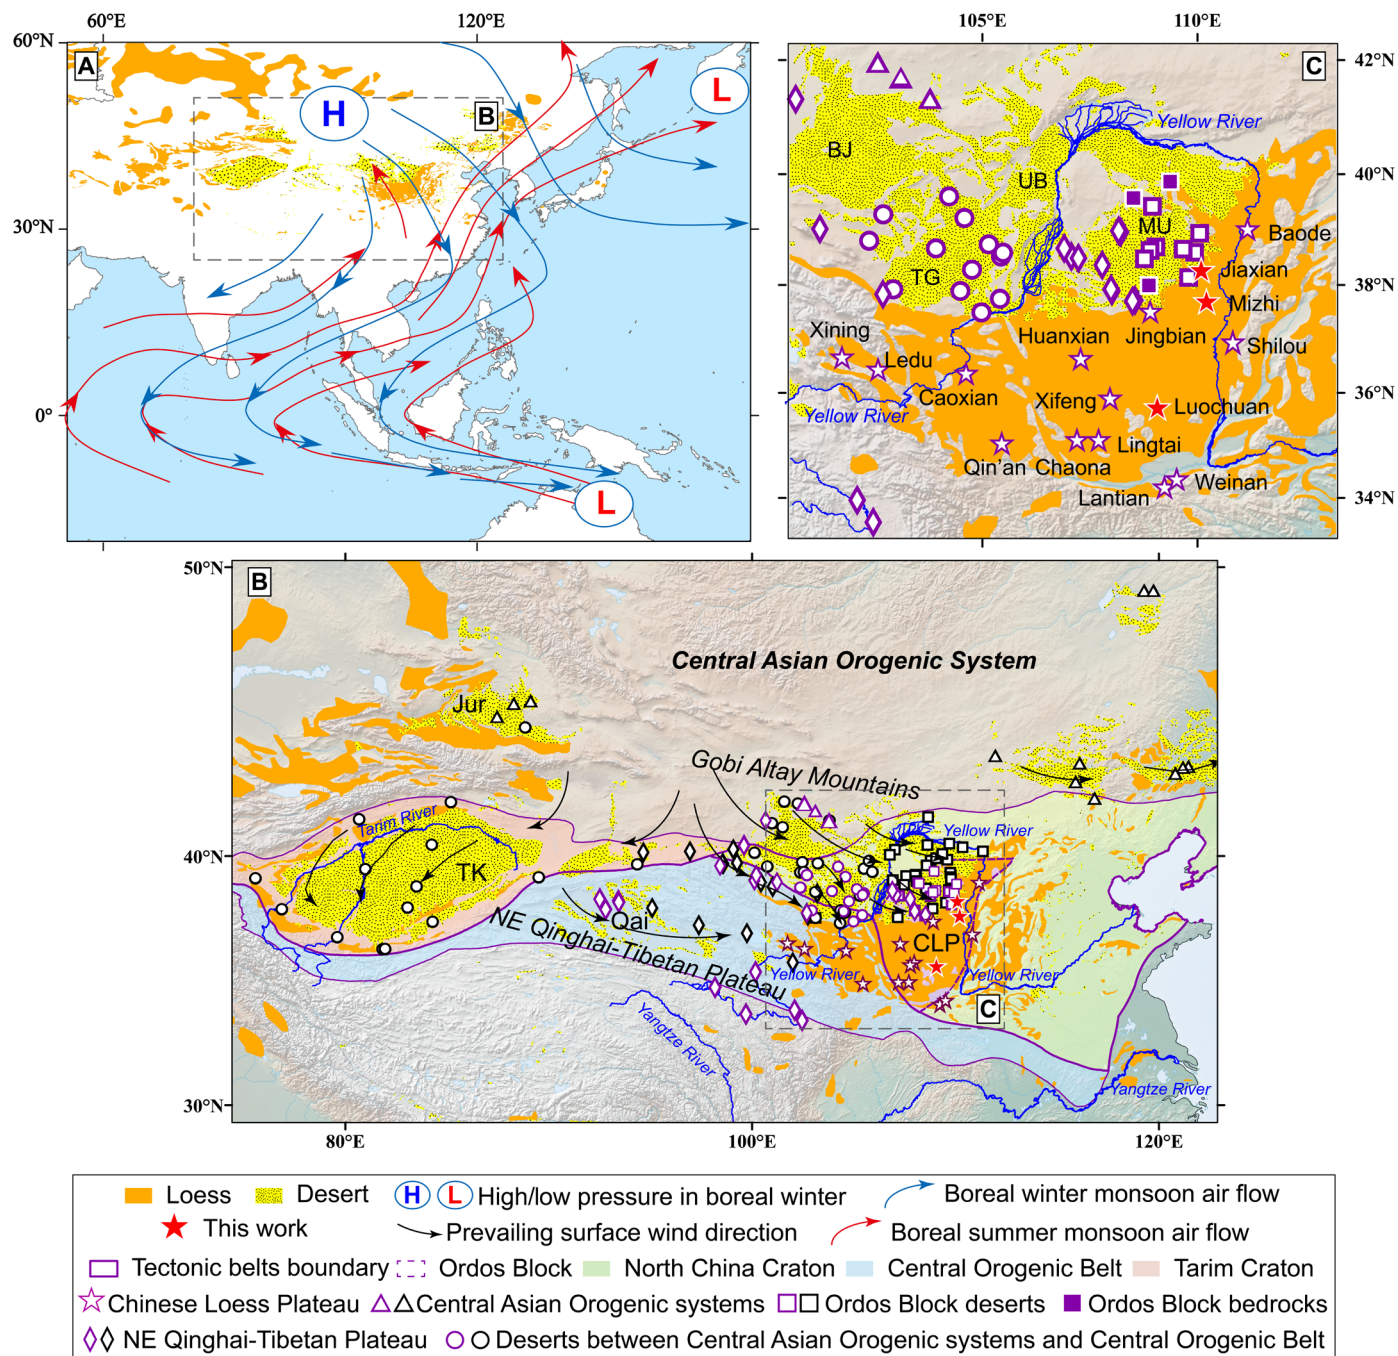 60°E
120°E
60°N
30°N
0°
A
B
H
L
L
105°E
110°E
42°N
40°N
38°N
36°N
34°N
C
Yellow River
BJ
UB
MU
TG
Baode
Jiaxian
Mizhi
Xining
Huanxian
Jingbian
Shilou
Ledu
Caoxian
Xifeng
Luochuan
Yellow River
Lingtai
Qin'an
Chaona
Weinan
Lantian
50°N
40°N
30°N
B
Central Asian Orogenic System
Jur
Gobi Altay Mountains
Tarim River
Yellow River
TK
Qai
NE Qinghai-Tibetan Plateau
CLP
Yellow River
Yellow River
C
Yangtze River
Yangtze River
80°E
100°E
120°E
Loess
Desert
H L High/low pressure in boreal winter
Boreal winter monsoon air flow
This work
Prevailing surface wind direction
Boreal summer monsoon air flow
Tectonic belts boundary
Ordos Block
North China Craton
Central Orogenic Belt
Tarim Craton
Chinese Loess Plateau
Central Asian Orogenic systems
Ordos Block deserts
Ordos Block bedrocks
NE Qinghai-Tibetan Plateau
Deserts between Central Asian Orogenic systems and Central Orogenic Belt